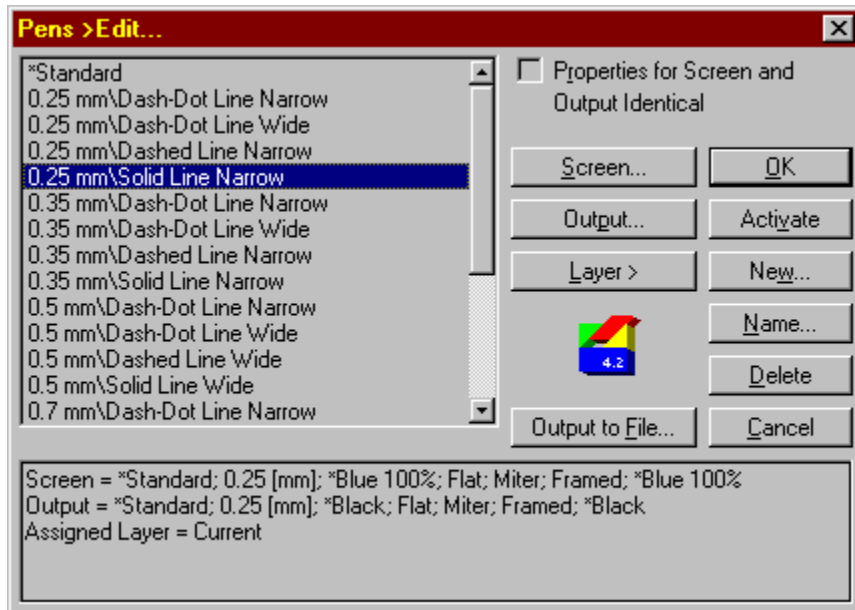 Pens >Edit...
*Standard
0.25 mm\Dash-Dot Line Narrow
0.25 mm\Dash-Dot Line Wide
0.25 mm\Dashed Line Narrow
0.25 mm\Solid Line Narrow
0.35 mm\Dash-Dot Line Narrow
0.35 mm\Dash-Dot Line Wide
0.35 mm\Dashed Line Narrow
0.35 mm\Solid Line Narrow
0.5 mm\Dash-Dot Line Narrow
0.5 mm\Dash-Dot Line Wide
0.5 mm\Dashed Line Wide
0.5 mm\Solid Line Wide
0.7 mm\Dash-Dot Line Narrow
Properties for Screen and
Output Identical
Screen...
OK
Output...
Activate
Layer >
New...
4.2
Name...
Delete
Output to File...
Cancel
Screen = *Standard; 0.25 [mm]; *Blue 100%; Flat; Miter; Framed; *Blue 100%
Output = *Standard; 0.25 [mm]; *Black; Flat; Miter; Framed; *Black
Assigned Layer = Current